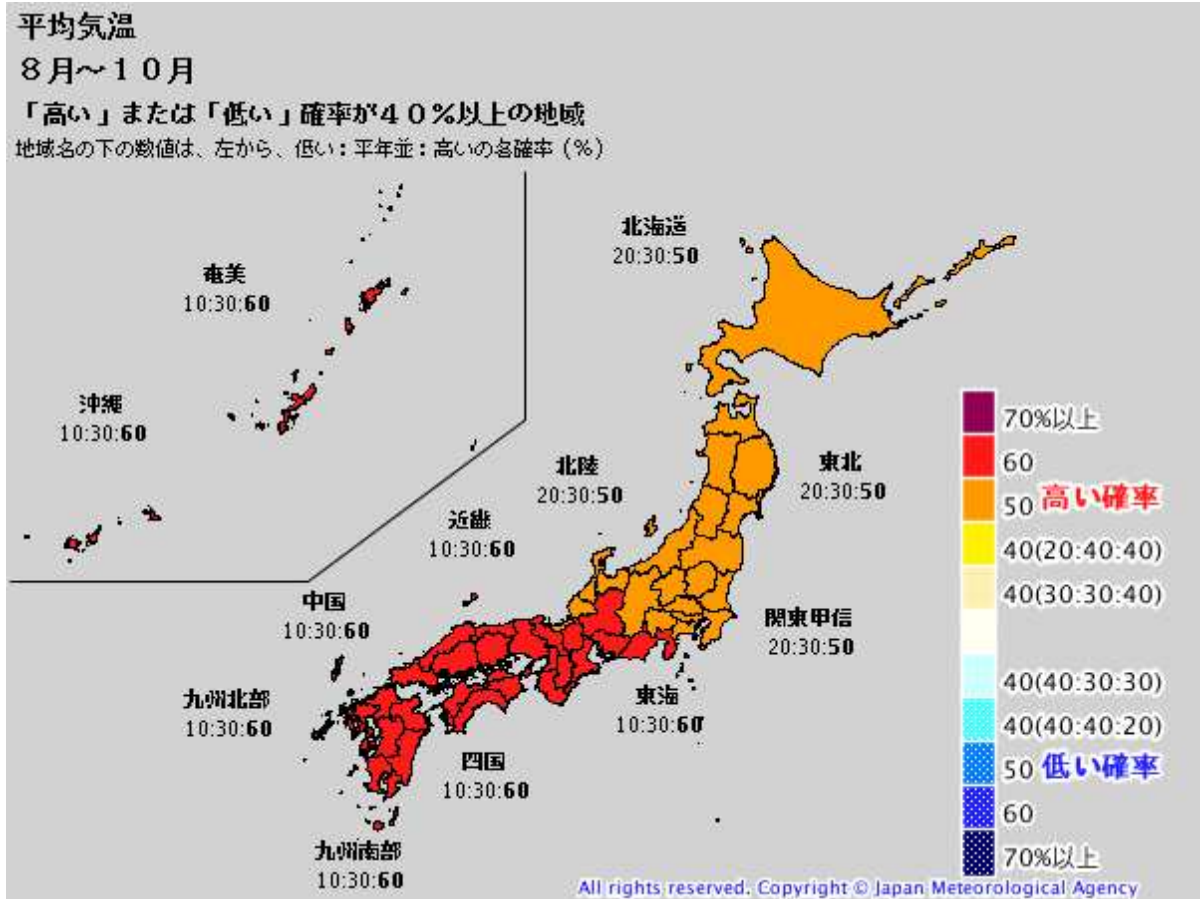 平均気温
8月～10月
「高い」または「低い」確率が40%以上の地域
地域名の下の数値は、左から、低い：平年並：高いの各確率（%）
北海道
20:30:50
奄美
10:30:60
沖縄
10:30:60
北陸
20:30:50
東北
20:30:50
近畿
10:30:60
中国
10:30:60
関東甲信
20:30:50
九州北部
10:30:60
東海
10:30:60
四国
10:30:60
九州南部
10:30:60
70%以上
60
50 高い確率
40(20:40:40)
40(30:30:40)
40(40:30:30)
40(40:40:20)
50 低い確率
60
70%以上
All rights reserved. Copyright © Japan Meteorological Agency